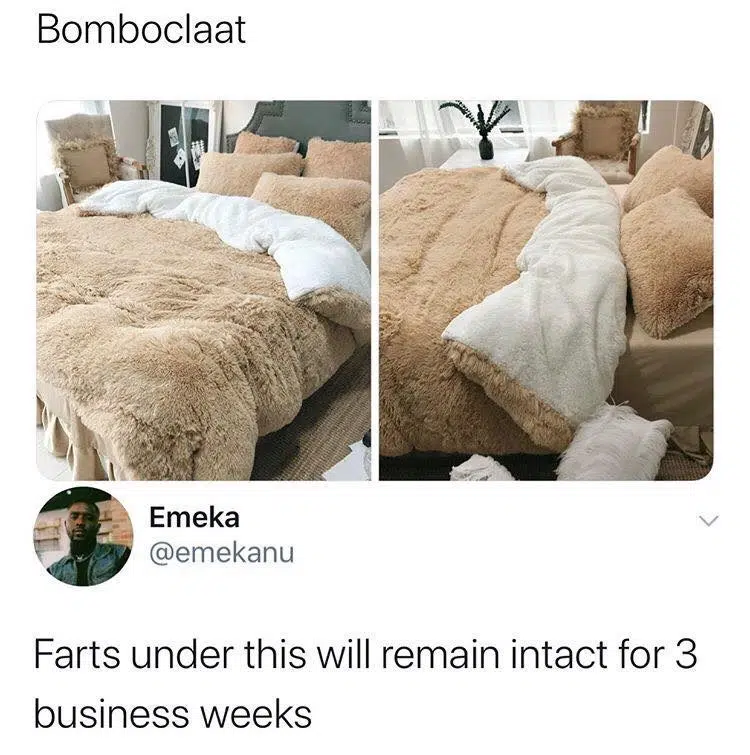 Bomboclaat
Emeka
@emekanu
Farts under this will remain intact for 3
business weeks